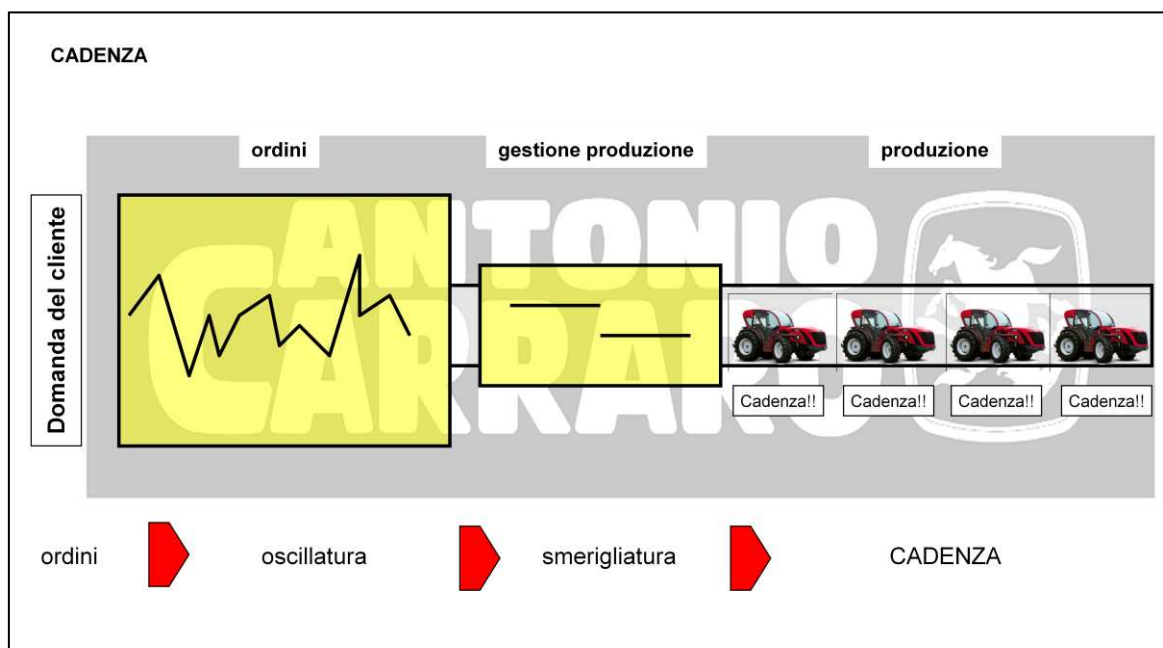 CADENZA
ordini
gestione produzione
produzione
Domanda del cliente
ANTONIO
CARRARO
Cadenza!!
Cadenza!!
Cadenza!!
Cadenza!!
ordini
oscillatura
smerigliatura
CADENZA